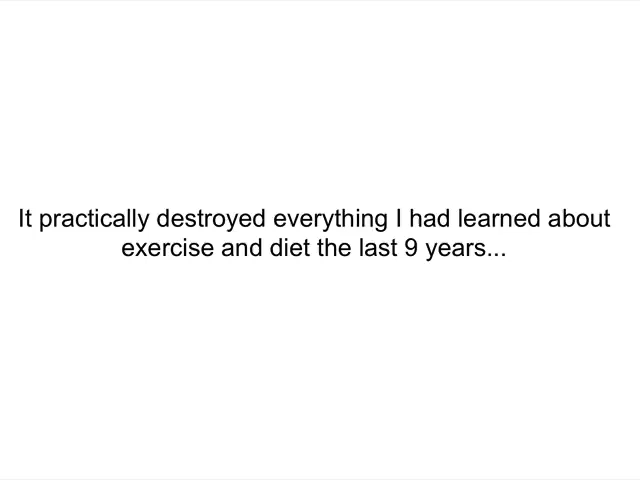 It practically destroyed everything I had learned about
exercise and diet the last 9 years...